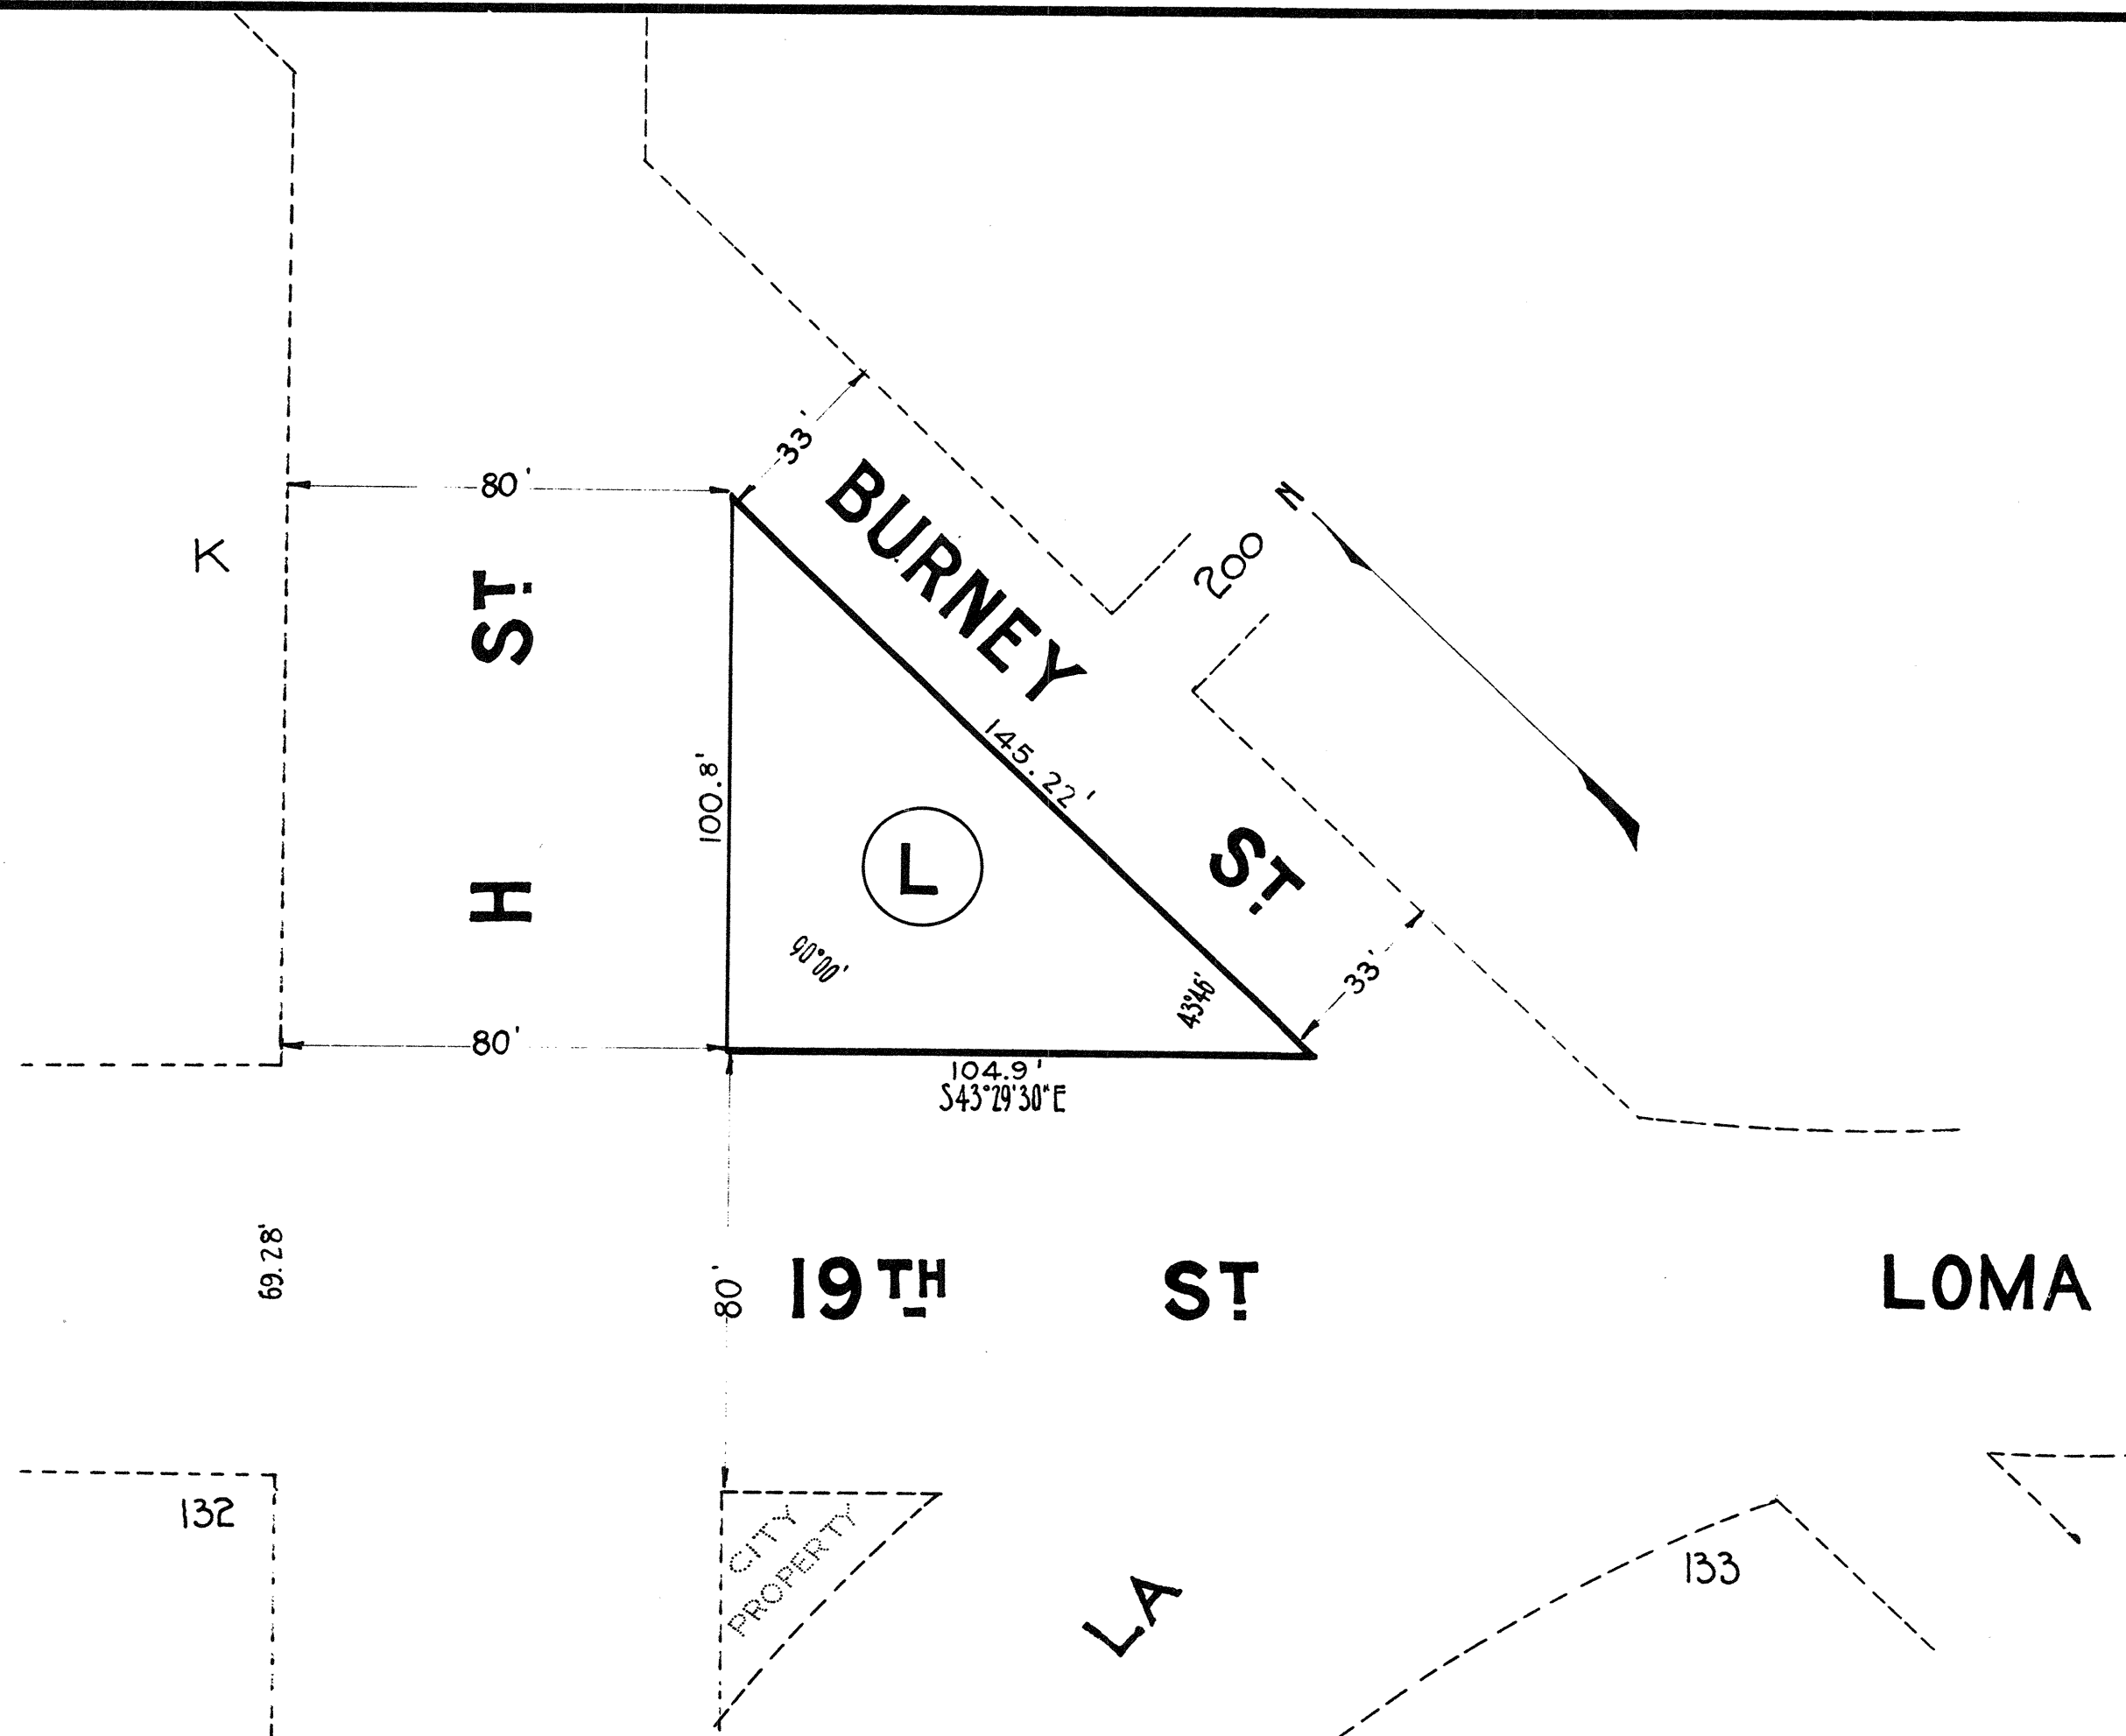 33'
80'
BURNEY ST.
N
200
K
H ST.
145.22'
100.8'
L
90°00'
43°46'
33'
80'
104.9'
S43°29'30"E
69.28'
80'
19TH ST
LOMA
132
CITY
PROPERTY
133
LA